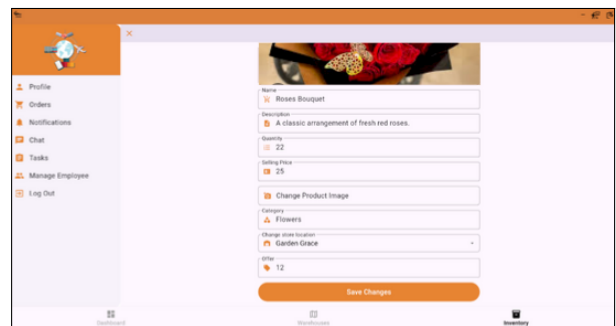 Profile
Orders
Notifications
Chat
Tasks
Manage Employee
Log Out
Name
Roses Bouquet
Description
A classic arrangement of fresh red roses.
Quantity
22
Selling Price
25
Change Product Image
Category
Flowers
Change store location
Garden Grace
Offer
12
Save Changes
Dashboard
Warehouses
Inventory